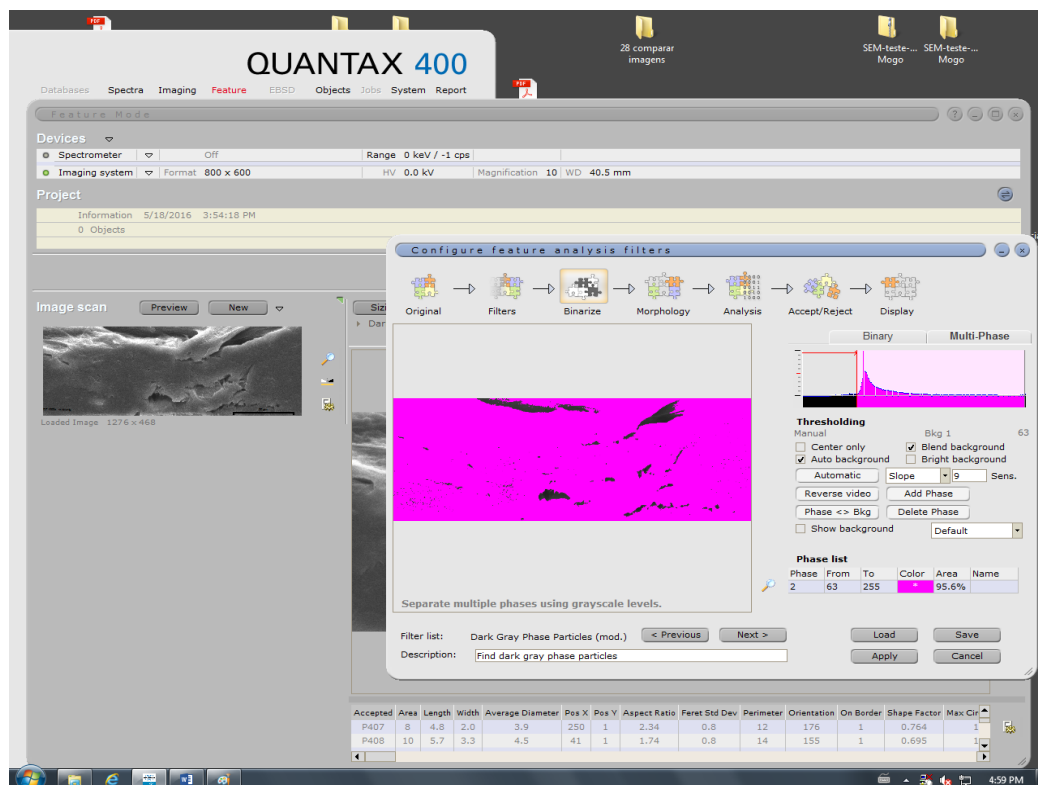 PDF
28 comparar
imagens
SEM-teste-...
Mogo
SEM-teste-...
Mogo
QUANTAX 400
PDF
Databases Spectra Imaging Feature EBSD Objects Jobs System Report
Feature Mode
Devices
Spectrometer Off Range 0 keV / -1 cps
Imaging system Format 800 x 600 HV 0.0 kV Magnification 10 WD 40.5 mm
Project
Information 5/18/2016 3:54:18 PM
0 Objects
Configure feature analysis filters
Original Filters Binarize Morphology Analysis Accept/Reject Display
Image scan Preview New
Siz
Dar
Loaded Image 1276 x 468
Binary Multi-Phase
Thresholding
Manual Bkg 1 63
Center only Blend background
Auto background Bright background
Automatic Slope 9 Sens.
Reverse video Add Phase
Phase <> Bkg Delete Phase
Show background Default
Phase list
Phase From To Color Area Name
2 63 255 * 95.6%
Separate multiple phases using grayscale levels.
Filter list: Dark Gray Phase Particles (mod.) < Previous Next > Load Save
Description: Find dark gray phase particles Apply Cancel
Accepted Area Length Width Average Diameter Pos X Pos Y Aspect Ratio Feret Std Dev Perimeter Orientation On Border Shape Factor Max Cir
P407 8 4.8 2.0 3.9 250 1 2.34 0.8 12 176 1 0.764 1
P408 10 5.7 3.3 4.5 41 1 1.74 0.8 14 155 1 0.695 1
4:59 PM